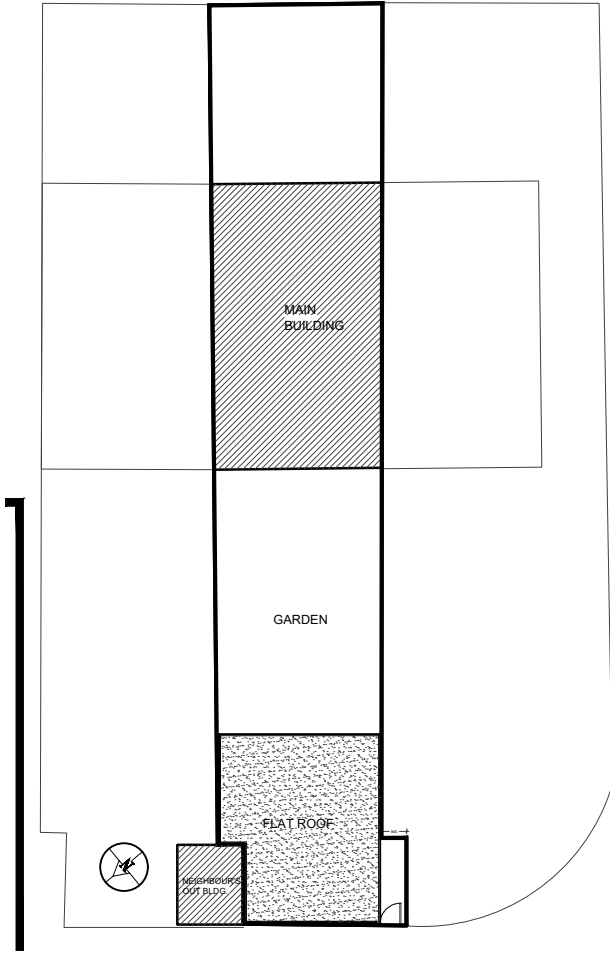 MAIN
BUILDING
GARDEN
FLAT ROOF
NEIGHBOUR'S
OUT BLDG
N